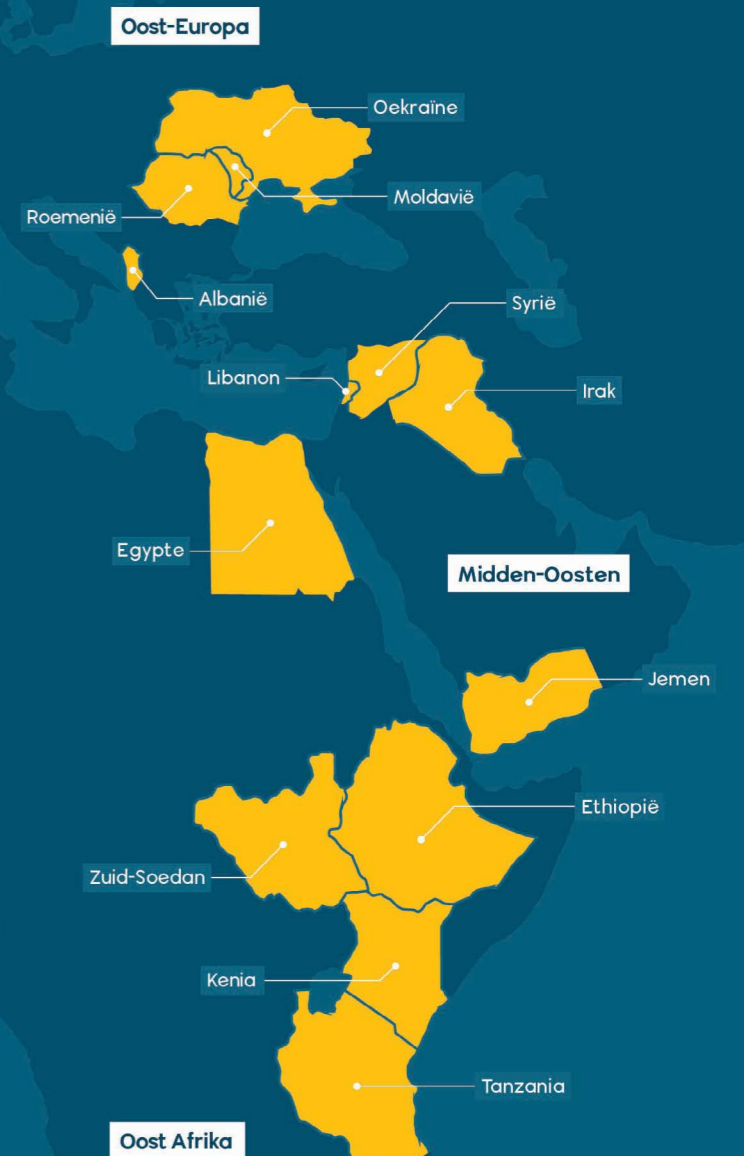 Oost-Europa
Oekraïne
Moldavië
Roemenië
Albanië
Syrië
Libanon
Irak
Egypte
Midden-Oosten
Jemen
Ethiopië
Zuid-Soedan
Kenia
Tanzania
Oost Afrika